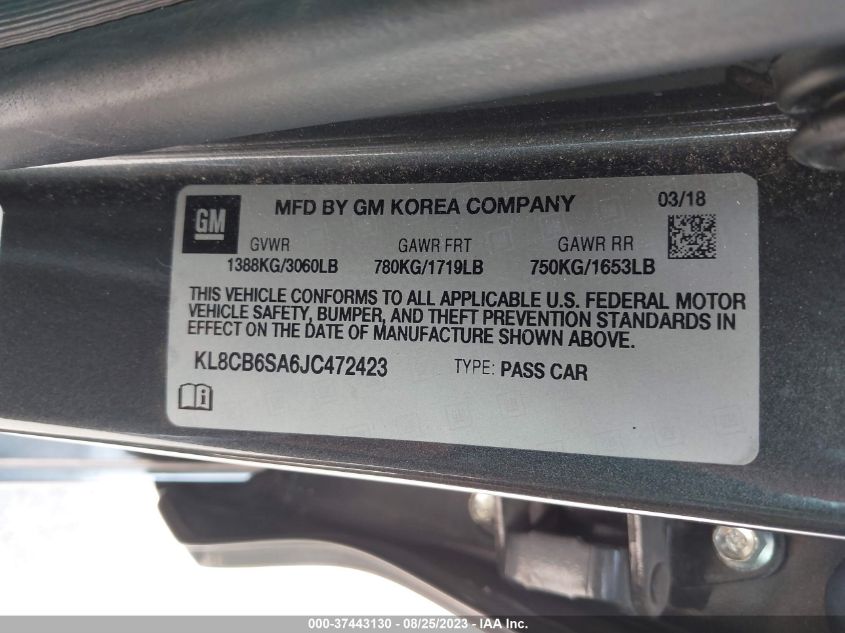 GM
MFD BY GM KOREA COMPANY 03/18
GVWR GAWR FRT GAWR RR
1388KG/3060LB 780KG/1719LB 750KG/1653LB
THIS VEHICLE CONFORMS TO ALL APPLICABLE U.S. FEDERAL MOTOR
VEHICLE SAFETY, BUMPER, AND THEFT PREVENTION STANDARDS IN
EFFECT ON THE DATE OF MANUFACTURE SHOWN ABOVE.
KL8CB6SA6JC472423 TYPE: PASS CAR
i
000-37443130 - 08/25/2023 - IAA Inc.